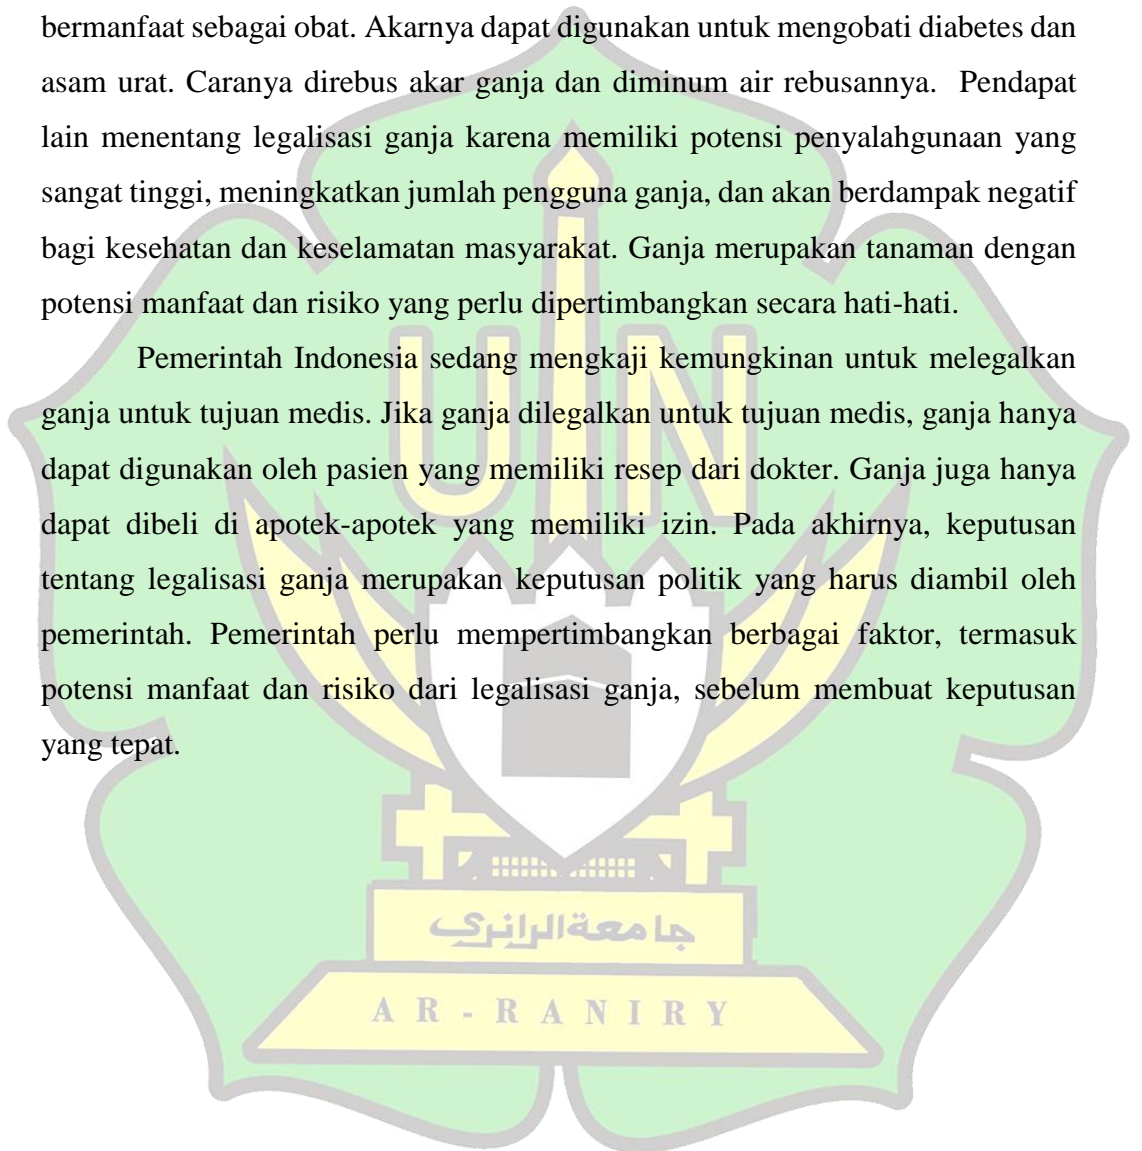 bermanfaat sebagai obat. Akarnya dapat digunakan untuk mengobati diabetes dan
asam urat. Caranya direbus akar ganja dan diminum air rebusannya. Pendapat
lain menentang legalisasi ganja karena memiliki potensi penyalahgunaan yang
sangat tinggi, meningkatkan jumlah pengguna ganja, dan akan berdampak negatif
bagi kesehatan dan keselamatan masyarakat. Ganja merupakan tanaman dengan
potensi manfaat dan risiko yang perlu dipertimbangkan secara hati-hati.
Pemerintah Indonesia sedang mengkaji kemungkinan untuk melegalkan
ganja untuk tujuan medis. Jika ganja dilegalkan untuk tujuan medis, ganja hanya
dapat digunakan oleh pasien yang memiliki resep dari dokter. Ganja juga hanya
dapat dibeli di apotek-apotek yang memiliki izin. Pada akhirnya, keputusan
tentang legalisasi ganja merupakan keputusan politik yang harus diambil oleh
pemerintah. Pemerintah perlu mempertimbangkan berbagai faktor, termasuk
potensi manfaat dan risiko dari legalisasi ganja, sebelum membuat keputusan
yang tepat.
UIN
جامعة الرانري
AR-RANIRY